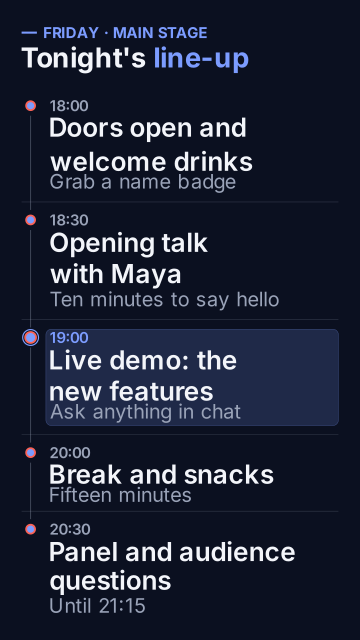 — FRIDAY · MAIN STAGE
Tonight's line-up
18:00
Doors open and
welcome drinks
Grab a name badge
18:30
Opening talk
with Maya
Ten minutes to say hello
19:00
Live demo: the
new features
Ask anything in chat
20:00
Break and snacks
Fifteen minutes
20:30
Panel and audience
questions
Until 21:15